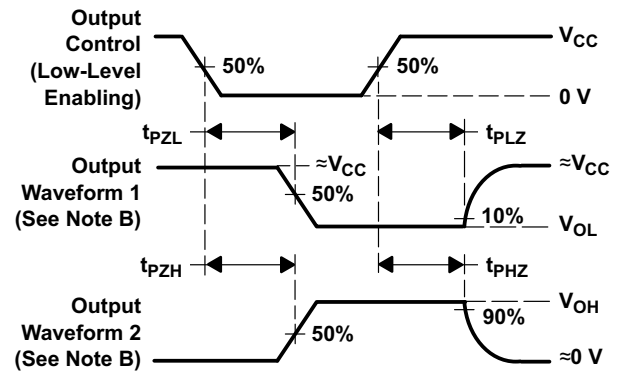 Output
Control
(Low-Level
Enabling)
50%
50%
VCC
0 V
tPZL
tPLZ
Output
Waveform 1
(See Note B)
≈VCC
50%
10%
≈VCC
VOL
tPZH
tPHZ
Output
Waveform 2
(See Note B)
50%
90%
VOH
≈0 V